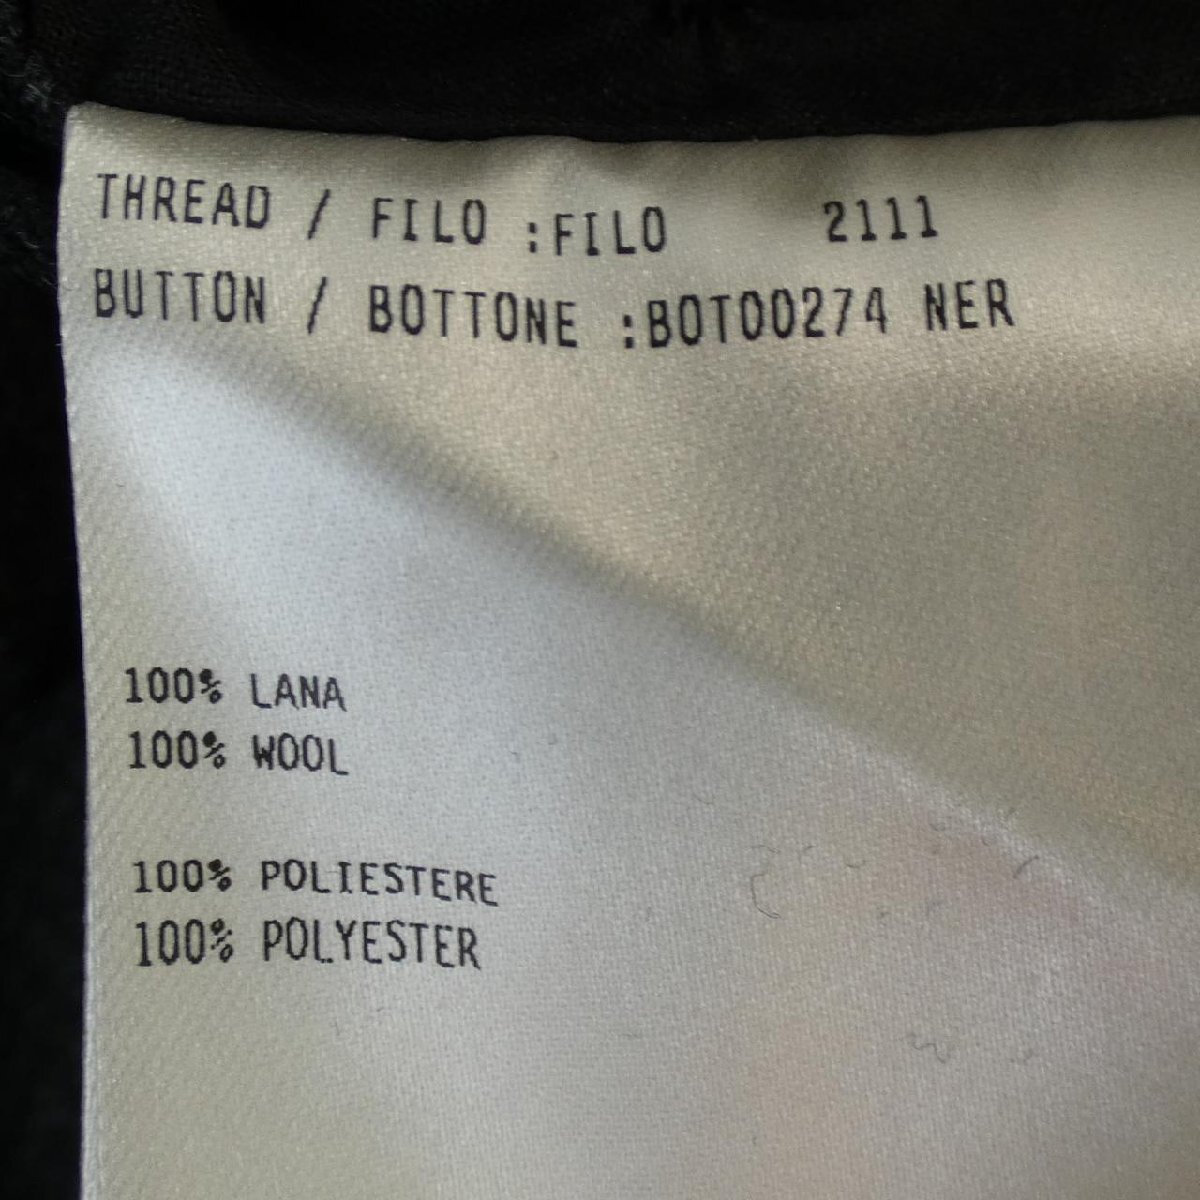 THREAD / FILO :FILO 2111
BUTTON / BOTTONE :BOT00274 NER
100% LANA
100% WOOL
100% POLIESTERE
100% POLYESTER